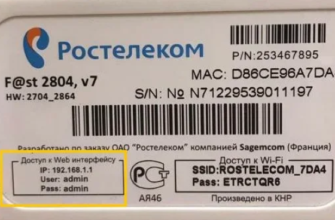 Ростелеком
P/N:253467895
F@st 2804, v7
MAC: D86CE96A7DA
HW: 2704_2864
S/N: № N71229539011197
Разработано по заказу ОАО "Ростелеком" компанией Sagemcom (Франция)
Доступ к Web интерфейсу
IP: 192.168.1.1
User: admin
Pass: admin
АЯ46
Доступ к Wi-Fi
SSID:ROSTELECOM_7DA4
Pass: ETRCTQR6
Произведено в КНР